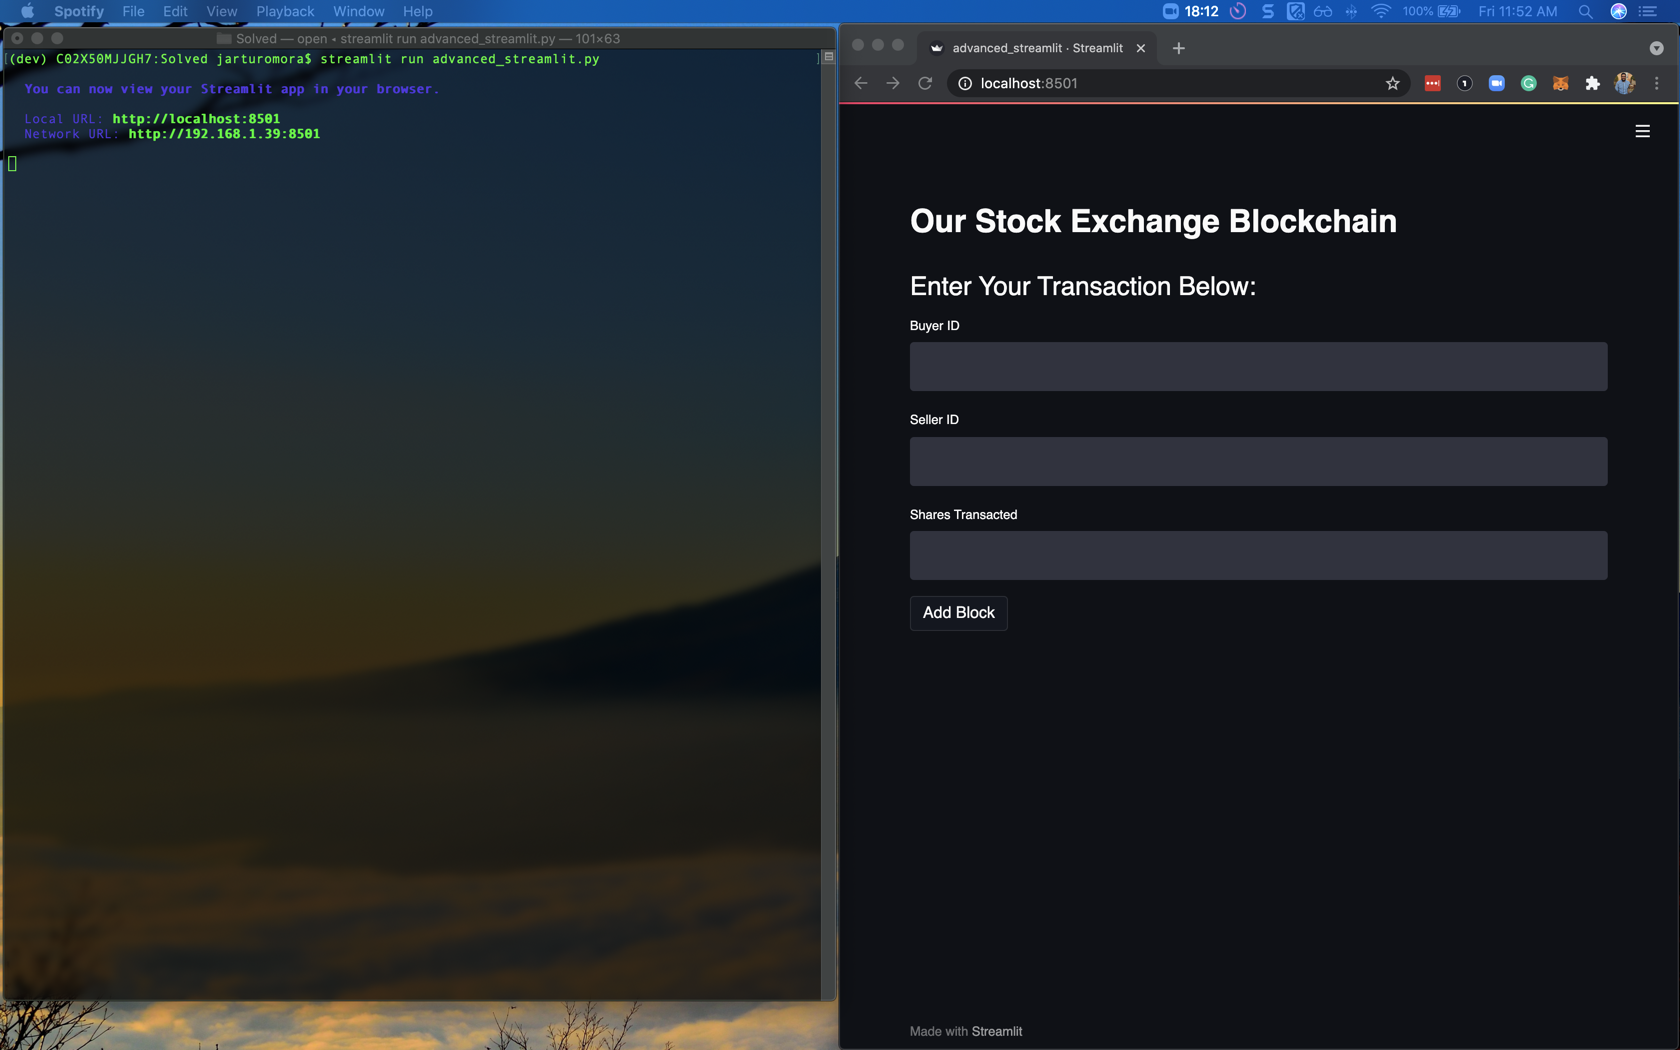 Spotify File Edit View Playback Window Help 18:12 100% Fri 11:52 AM
Solved — open • streamlit run advanced_streamlit.py — 101×63
(dev) C02X50MJJGH7:Solved jarturomora$ streamlit run advanced_streamlit.py
You can now view your Streamlit app in your browser.
Local URL: http://localhost:8501
Network URL: http://192.168.1.39:8501
advanced_streamlit · Streamlit
localhost:8501
Our Stock Exchange Blockchain
Enter Your Transaction Below:
Buyer ID
Seller ID
Shares Transacted
Add Block
Made with Streamlit